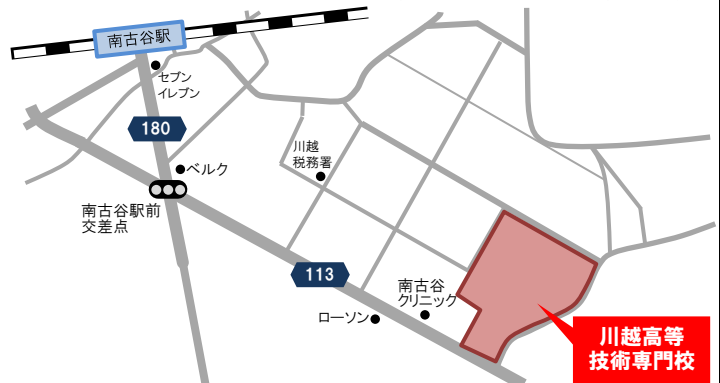 南古谷駅
セブン
イレブン
180
川越
税務署
ベルク
南古谷駅前
交差点
113
南古谷
クリニック
ローソン
川越高等
技術専門校